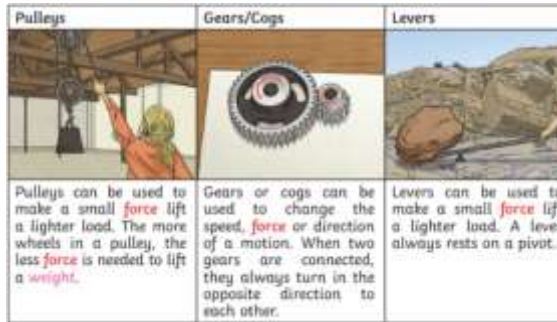 Pulleys
Gears/Cogs
Levers
Pulleys can be used to
make a small force lift
a lighter load. The more
wheels in a pulley, the
less force is needed to lift
a weight.
Gears or cogs can be
used to change the
speed, force or direction
of a motion. When two
gears are connected,
they always turn in the
opposite direction to
each other.
Levers can be used to
make a small force lif
a lighter load. A leve
always rests on a pivot.